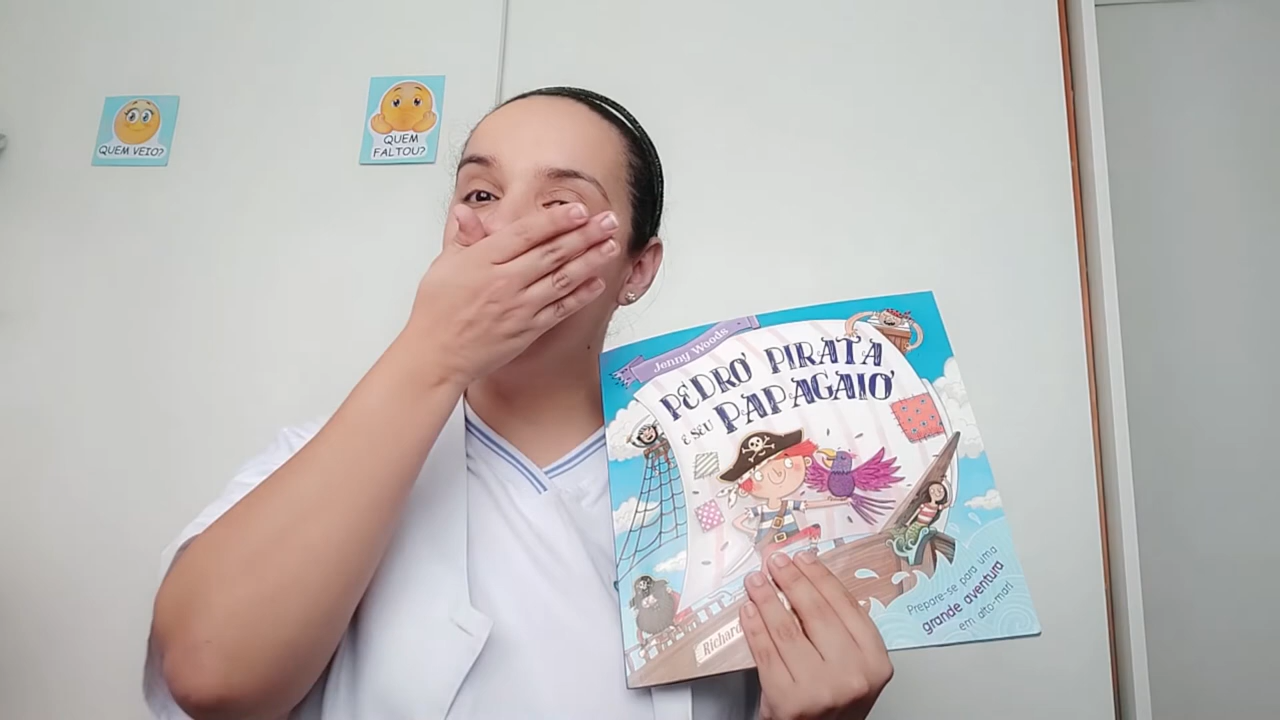 QUEM VEIO?
QUEM
FALTOU?
Jenny Woods
PEDRO PIRATA
E SEU PAPAGAIO
Prepare-se para uma
grande aventura
em alto-mar!
Richard